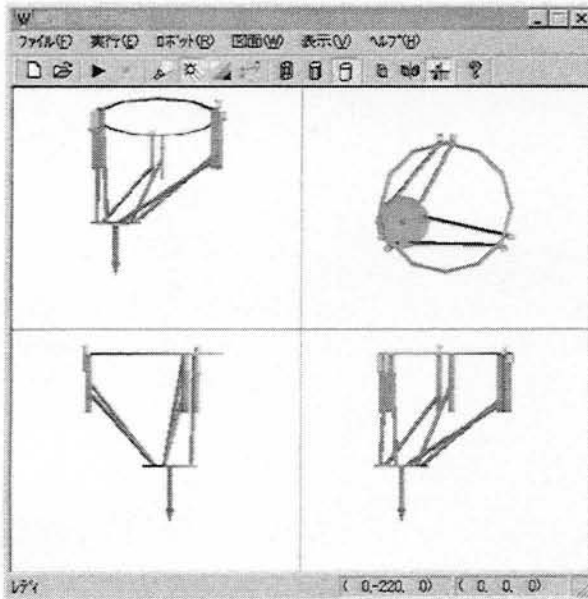 W
ファイル(F) 実行(E) ロボット(R) 図面(W) 表示(V) ヘルプ(H)
レディ ( 0,-220, 0) ( 0, 0, 0)